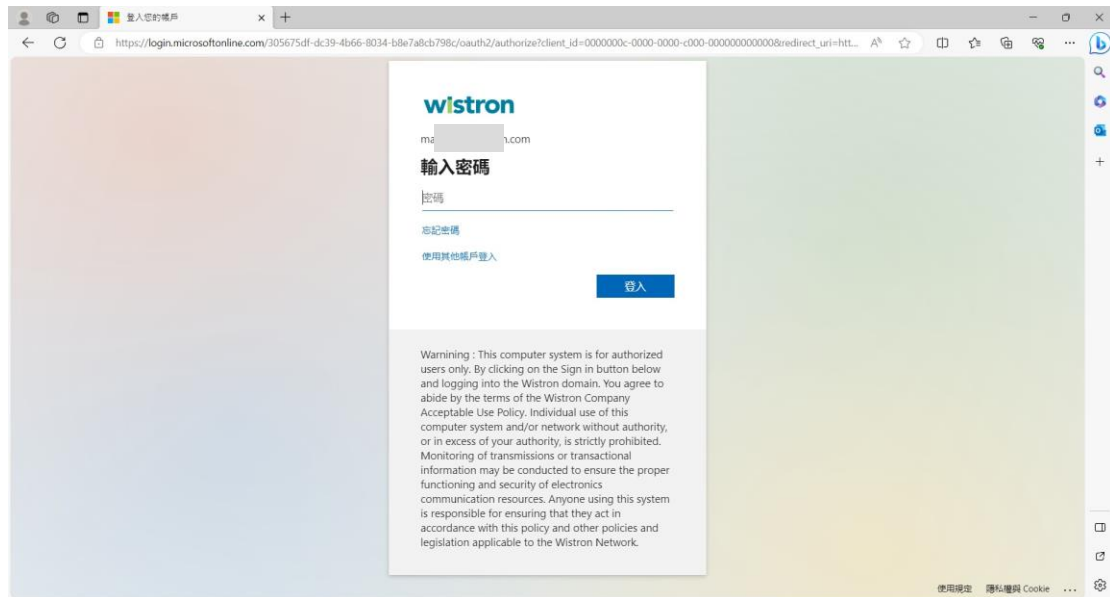 登入您的帳戶
https://login.microsoftonline.com/305675df-dc39-4b66-8034-b8e7a8cb798c/oauth2/authorize?client_id=0000000c-0000-0000-c000-000000000000&redirect_uri=htt...
wistron
ma n.com
輸入密碼
密碼
忘記密碼
使用其他帳戶登入
登入
Warnining : This computer system is for authorized
users only. By clicking on the Sign in button below
and logging into the Wistron domain. You agree to
abide by the terms of the Wistron Company
Acceptable Use Policy. Individual use of this
computer system and/or network without authority,
or in excess of your authority, is strictly prohibited.
Monitoring of transmissions or transactional
information may be conducted to ensure the proper
functioning and security of electronics
communication resources. Anyone using this system
is responsible for ensuring that they act in
accordance with this policy and other policies and
legislation applicable to the Wistron Network.
使用規定 隱私權與 Cookie ...